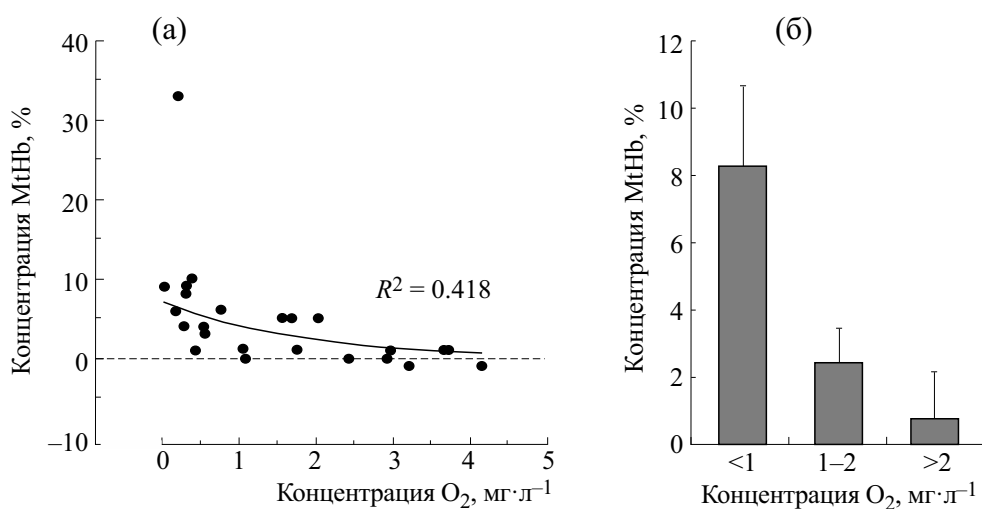 (а)
Концентрация MtHb, %
40
30
20
10
0
–10
R² = 0.418
0 1 2 3 4 5
Концентрация O₂, мг·л⁻¹
(б)
Концентрация MtHb, %
12
10
8
6
4
2
0
<1 1–2 >2
Концентрация O₂, мг·л⁻¹